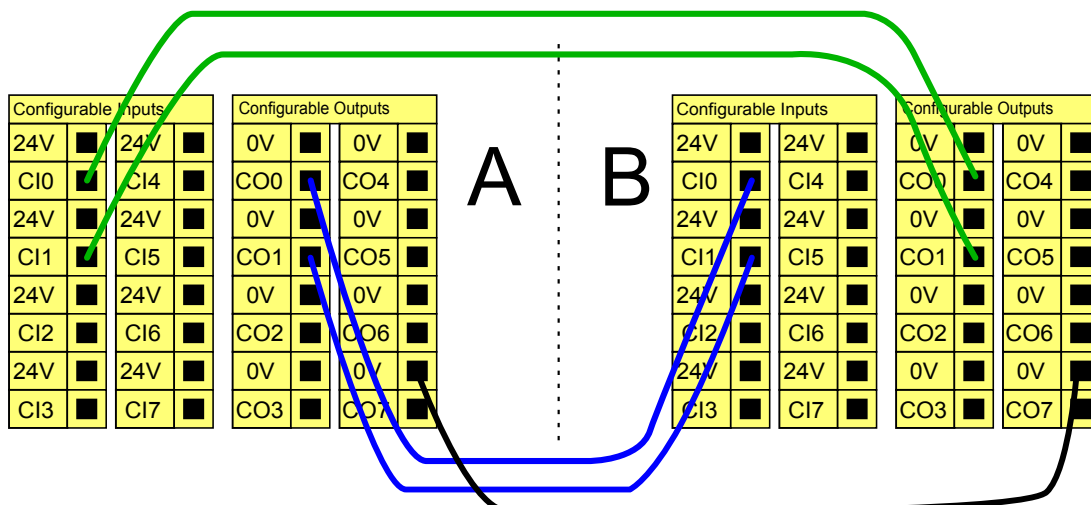 Configurable Inputs
24V 24V
CI0 CI4
24V 24V
CI1 CI5
24V 24V
CI2 CI6
24V 24V
CI3 CI7
Configurable Outputs
0V 0V
CO0 CO4
0V 0V
CO1 CO5
0V 0V
CO2 CO6
0V 0V
CO3 CO7
A
B
Configurable Inputs
24V 24V
CI0 CI4
24V 24V
CI1 CI5
24V 24V
CI2 CI6
24V 24V
CI3 CI7
Configurable Outputs
0V 0V
CO0 CO4
0V 0V
CO1 CO5
0V 0V
CO2 CO6
0V 0V
CO3 CO7